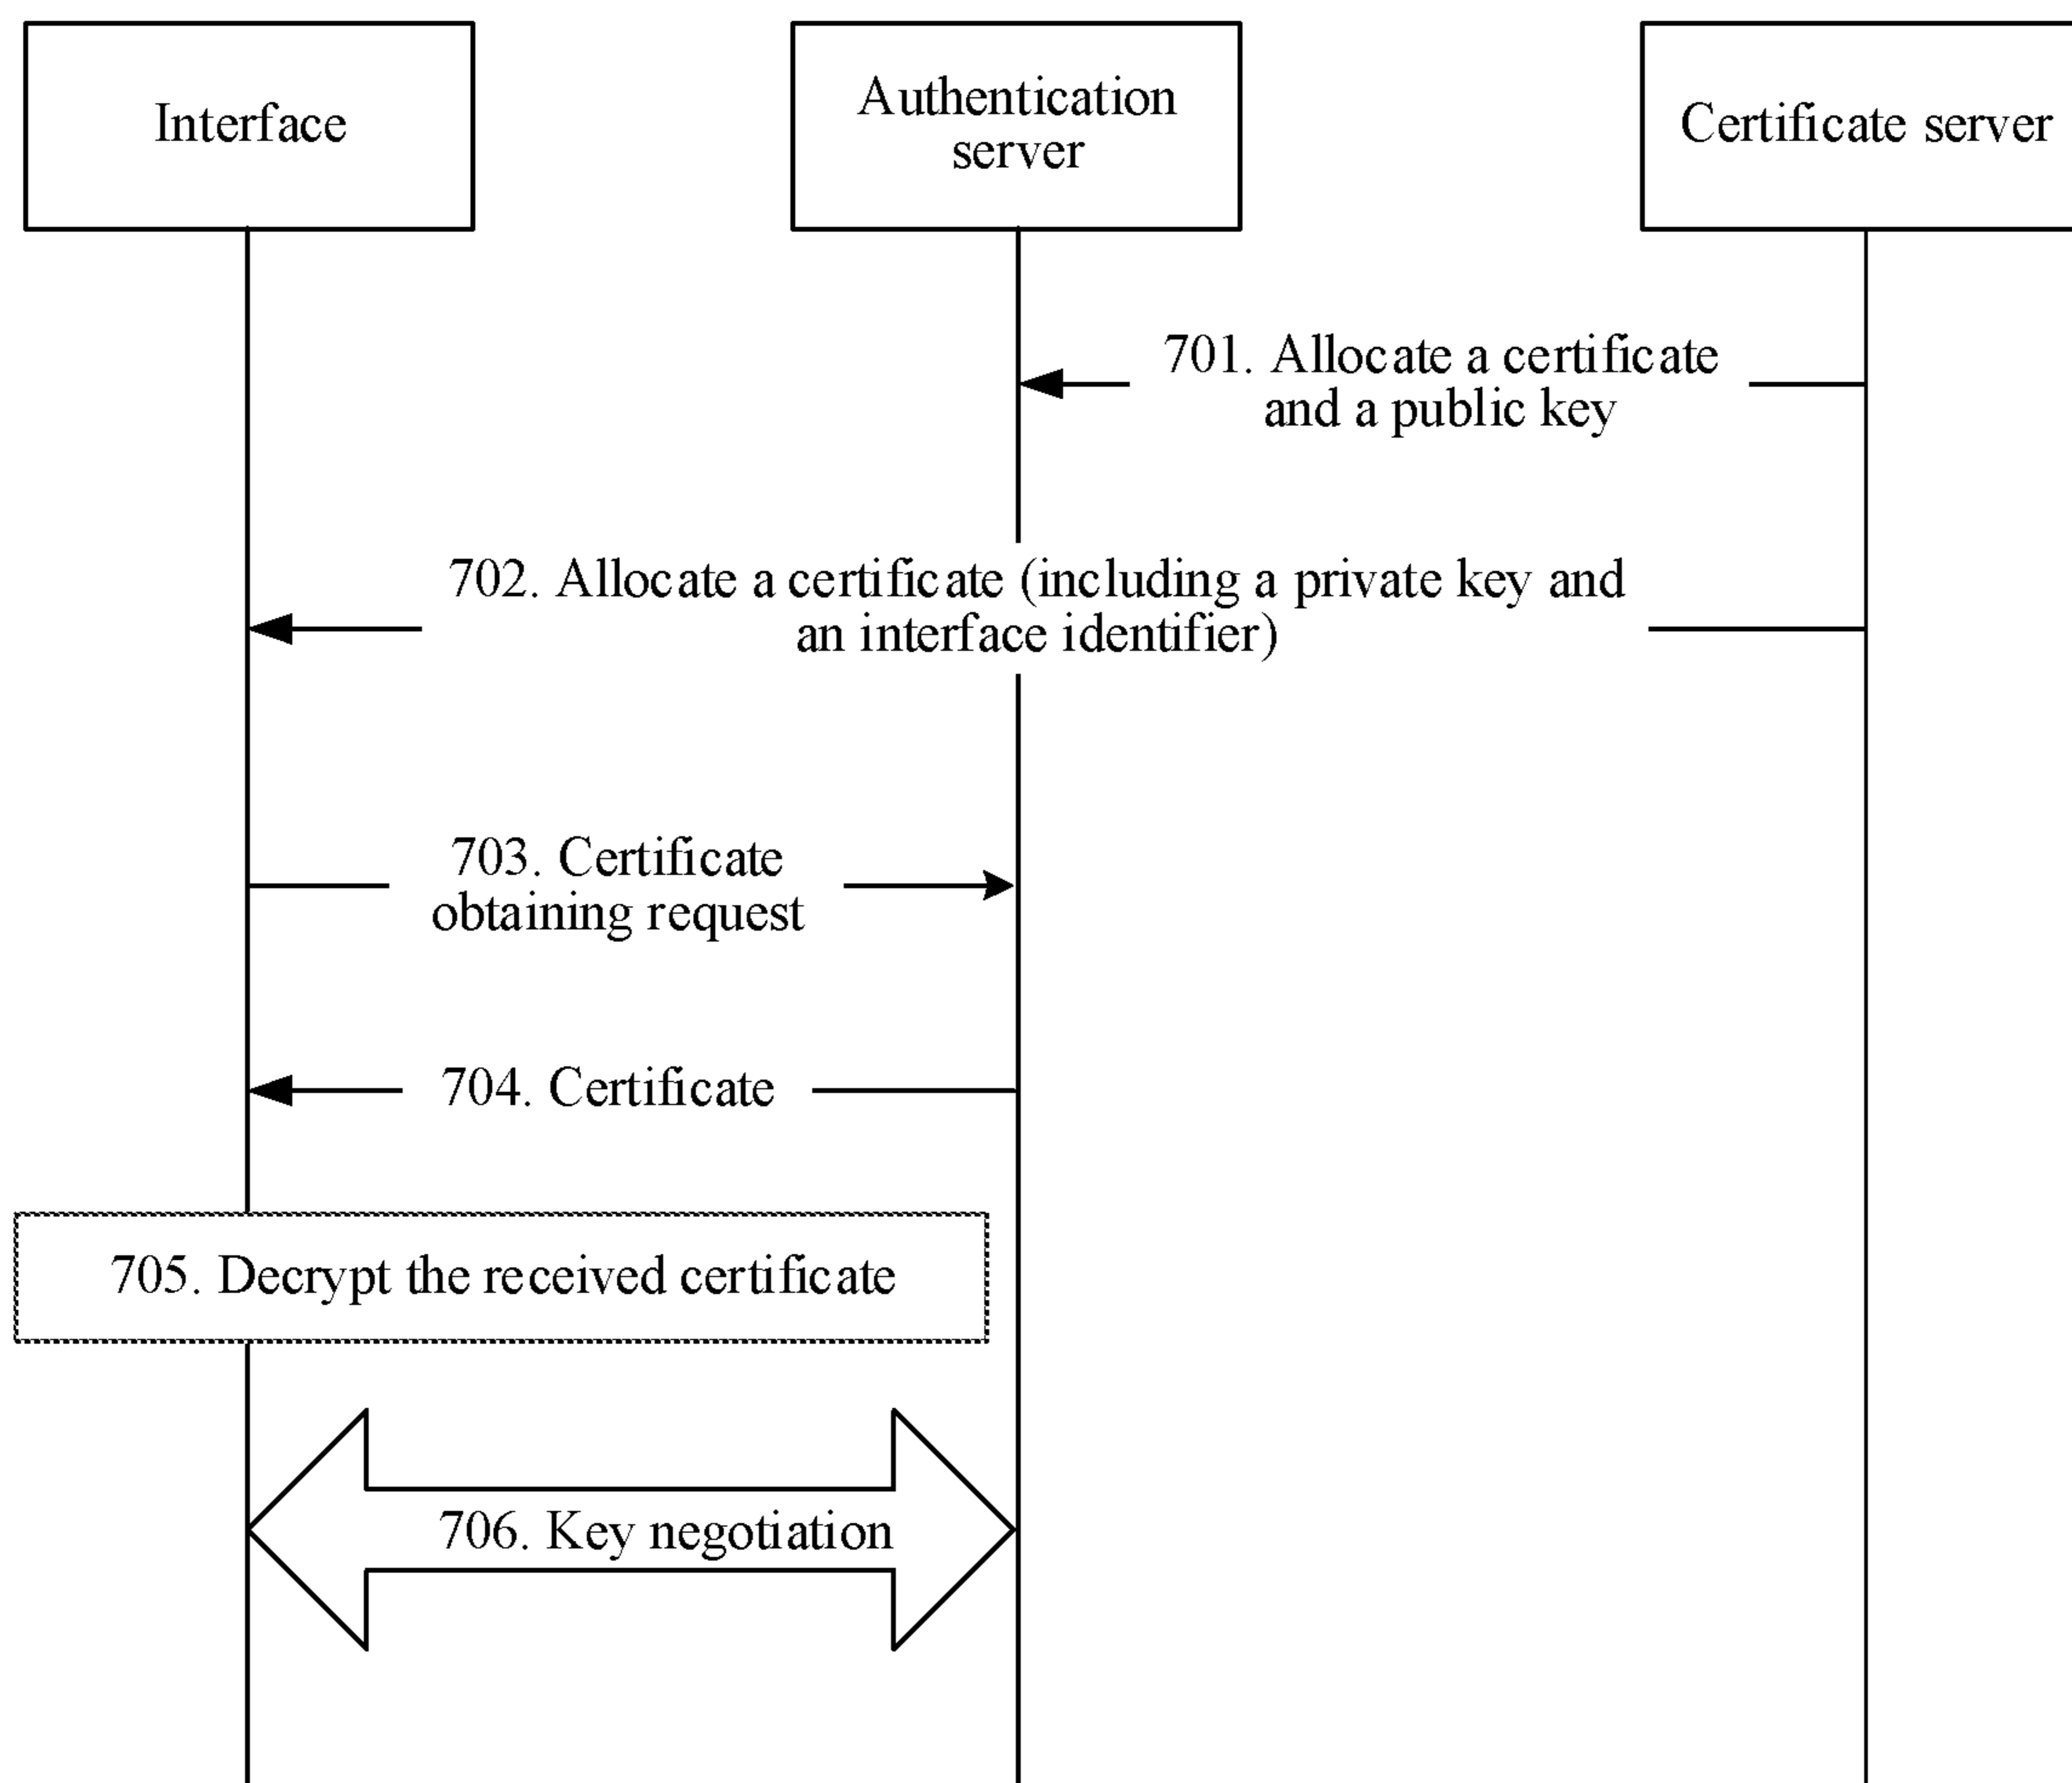 Interface
Authentication
server
Certificate server
701. Allocate a certificate
and a public key
702. Allocate a certificate (including a private key and
an interface identifier)
703. Certificate
obtaining request
704. Certificate
705. Decrypt the received certificate
706. Key negotiation